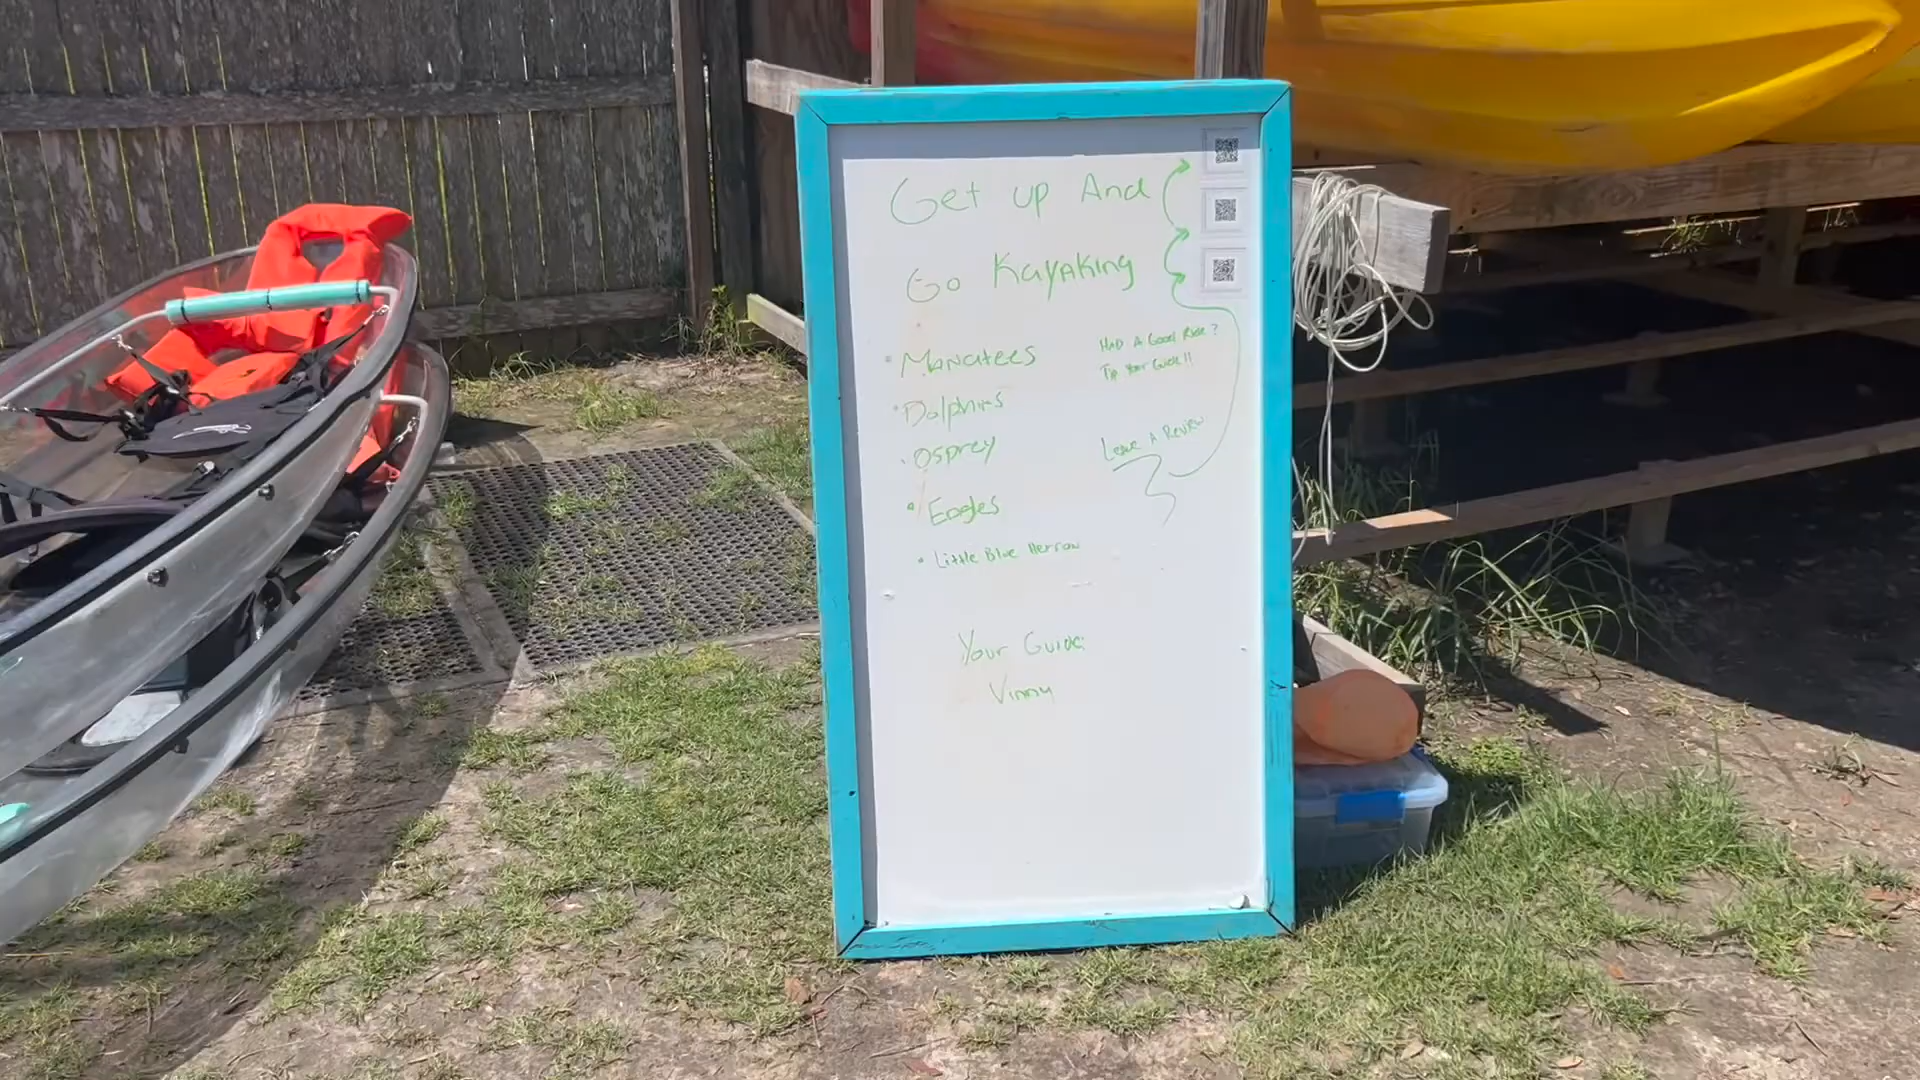 Get up And
Go Kayaking
• Manatees
• Dolphins
• Osprey
• Eagles
• Little Blue Herron
Had A Good Ride?
Tip Your Guide!!
Leave A Review
Your Guide:
Vinny